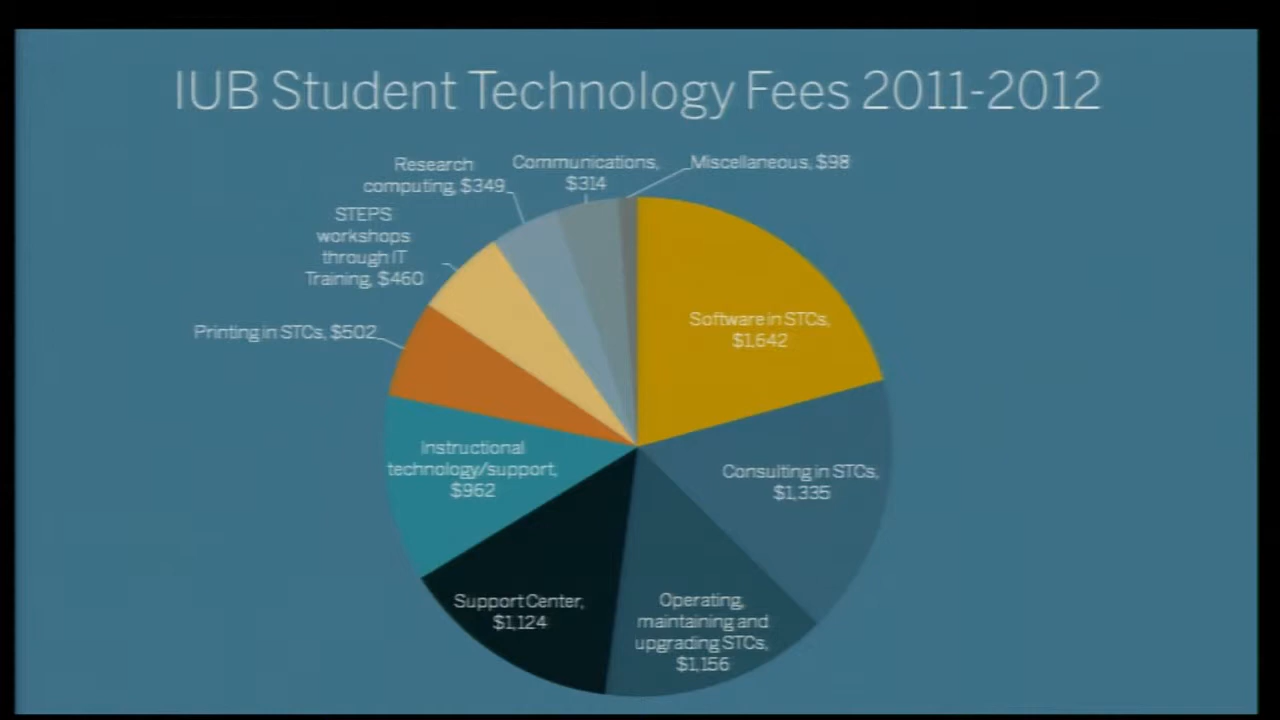 IUB Student Technology Fees 2011-2012
Research
computing, $349
Communications,
$314
Miscellaneous, $98
STEPS
workshops
through IT
Training, $460
Printing in STCs, $502
Software in STCs,
$1,642
Instructional
technology/support,
$962
Consulting in STCs,
$1,335
Support Center,
$1,124
Operating,
maintaining and
upgrading STCs,
$1,156